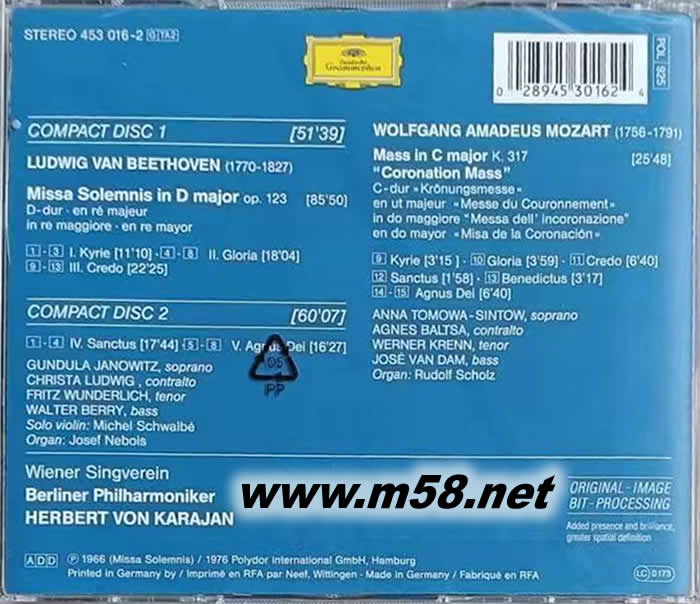 STEREO 453 016-2 GTA2
Deutsche
Grammophon
0 28945 30162 4
POL 925
COMPACT DISC 1 [51'39]
LUDWIG VAN BEETHOVEN (1770-1827)
Missa Solemnis in D major op. 123 [85'50]
D-dur · en ré majeur
in re maggiore · en re mayor
1 - 3 I. Kyrie [11'10] · 4 - 8 II. Gloria [18'04]
9 - 13 III. Credo [22'25]
COMPACT DISC 2 [60'07]
1 - 4 IV. Sanctus [17'44] · 5 - 8 V. Agnus Dei [16'27]
05
PP
GUNDULA JANOWITZ, soprano
CHRISTA LUDWIG, contralto
FRITZ WUNDERLICH, tenor
WALTER BERRY, bass
Solo violin: Michel Schwalbé
Organ: Josef Nebois
WOLFGANG AMADEUS MOZART (1756-1791)
Mass in C major K. 317 [25'48]
"Coronation Mass"
C-dur »Krönungsmesse«
en ut majeur «Messe du Couronnement»
in do maggiore "Messa dell' incoronazione"
en do mayor «Misa de la Coronación»
9 Kyrie [3'15] · 10 Gloria [3'59] · 11 Credo [6'40]
12 Sanctus [1'58] · 13 Benedictus [3'17]
14 - 15 Agnus Dei [6'40]
ANNA TOMOWA-SINTOW, soprano
AGNES BALTSA, contralto
WERNER KRENN, tenor
JOSÉ VAN DAM, bass
Organ: Rudolf Scholz
Wiener Singverein
Berliner Philharmoniker
HERBERT VON KARAJAN
www.m58.net
ORIGINAL-IMAGE
BIT-PROCESSING
Added presence and brilliance,
greater spatial definition
ADD ℗ 1966 (Missa Solemnis) / 1976 Polydor International GmbH, Hamburg
Printed in Germany by / Imprimé en RFA par Neef, Wittingen · Made in Germany / Fabriqué en RFA
LC 0173